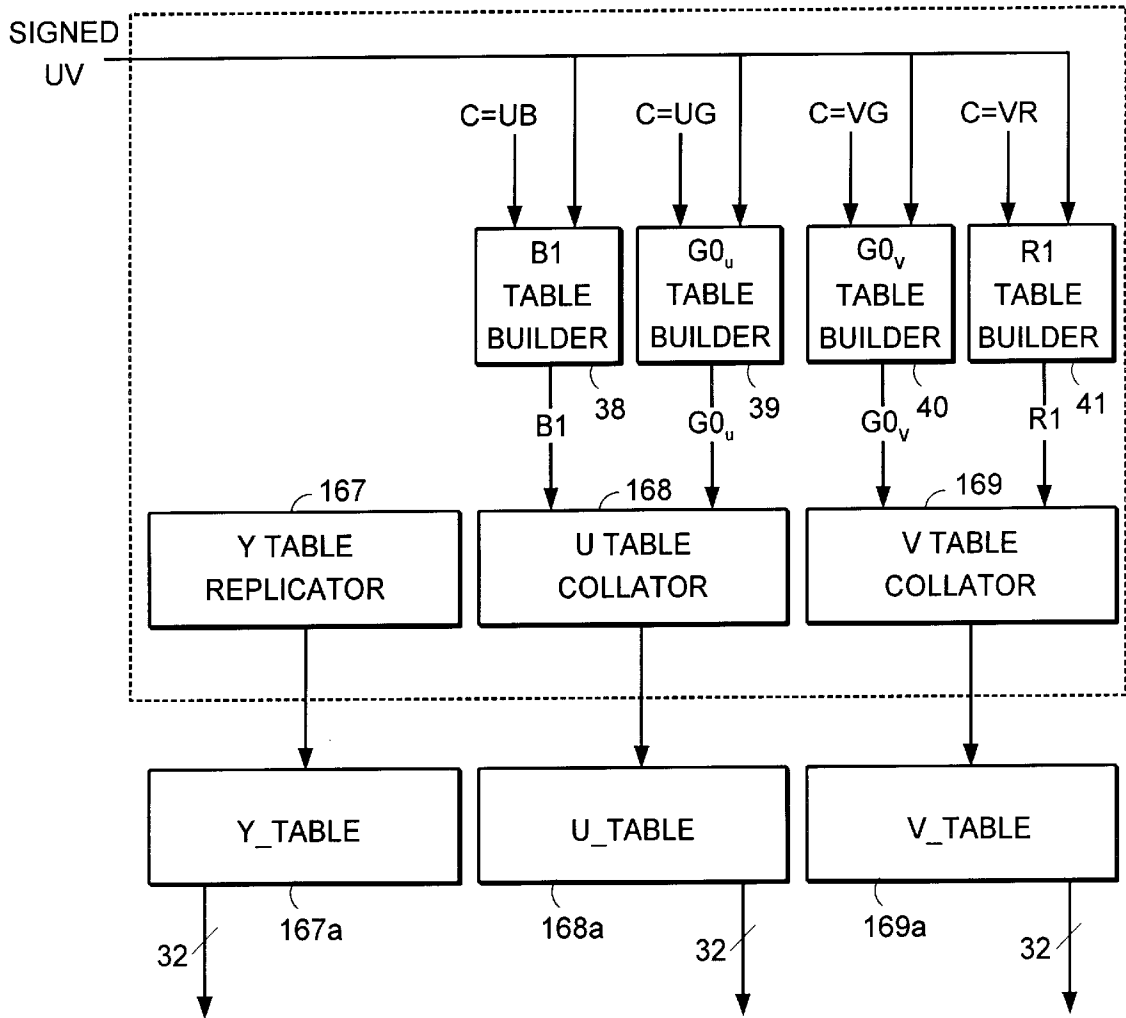 SIGNED
UV
C=UB
C=UG
C=VG
C=VR
B1
TABLE
BUILDER
G0u
TABLE
BUILDER
G0v
TABLE
BUILDER
R1
TABLE
BUILDER
38
39
40
41
B1
G0u
G0v
R1
167
168
169
Y TABLE
REPLICATOR
U TABLE
COLLATOR
V TABLE
COLLATOR
Y_TABLE
U_TABLE
V_TABLE
167a
168a
169a
32
32
32